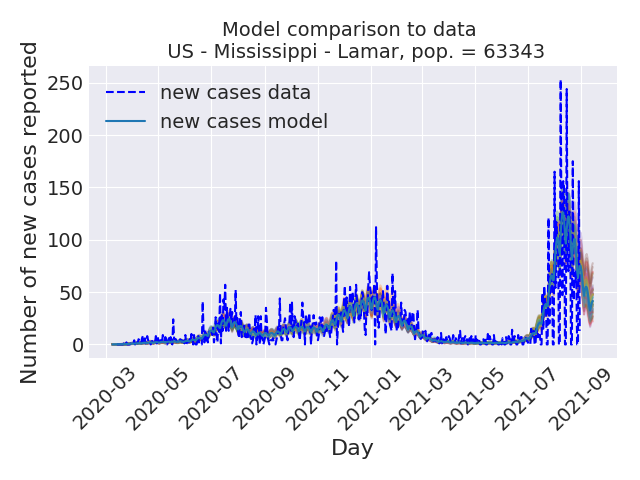 Model comparison to data
US - Mississippi - Lamar, pop. = 63343
Number of new cases reported
250
200
150
100
50
0
new cases data
new cases model
2020-03
2020-05
2020-07
2020-09
2020-11
2021-01
2021-03
2021-05
2021-07
2021-09
Day